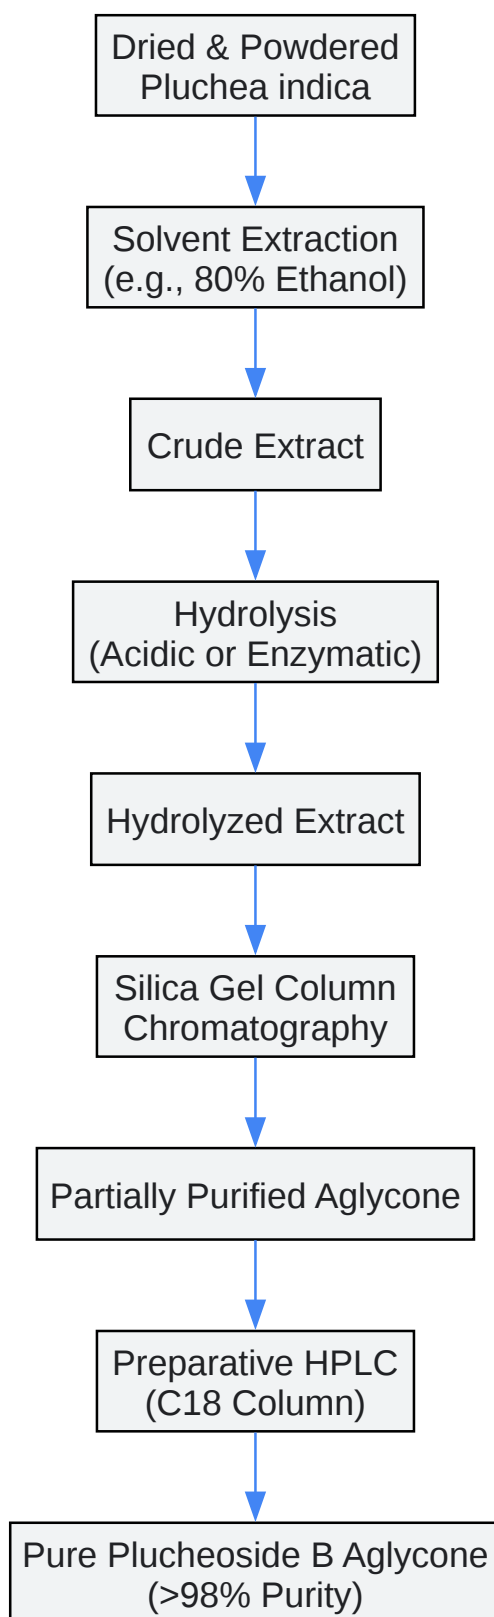 Dried & Powdered
Pluchea indica
Solvent Extraction
(e.g., 80% Ethanol)
Crude Extract
Hydrolysis
(Acidic or Enzymatic)
Hydrolyzed Extract
Silica Gel Column
Chromatography
Partially Purified Aglycone
Preparative HPLC
(C18 Column)
Pure Plucheoside B Aglycone
(>98% Purity)